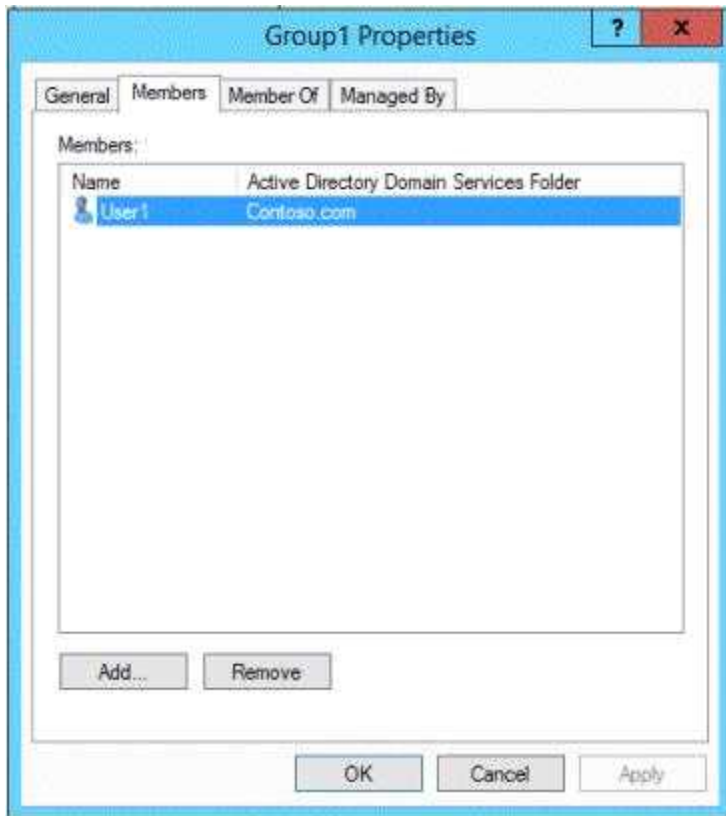 Group1 Properties ? x
General Members Member Of Managed By
Members:
Name Active Directory Domain Services Folder
User1 Contoso.com
Add... Remove
OK Cancel Apply